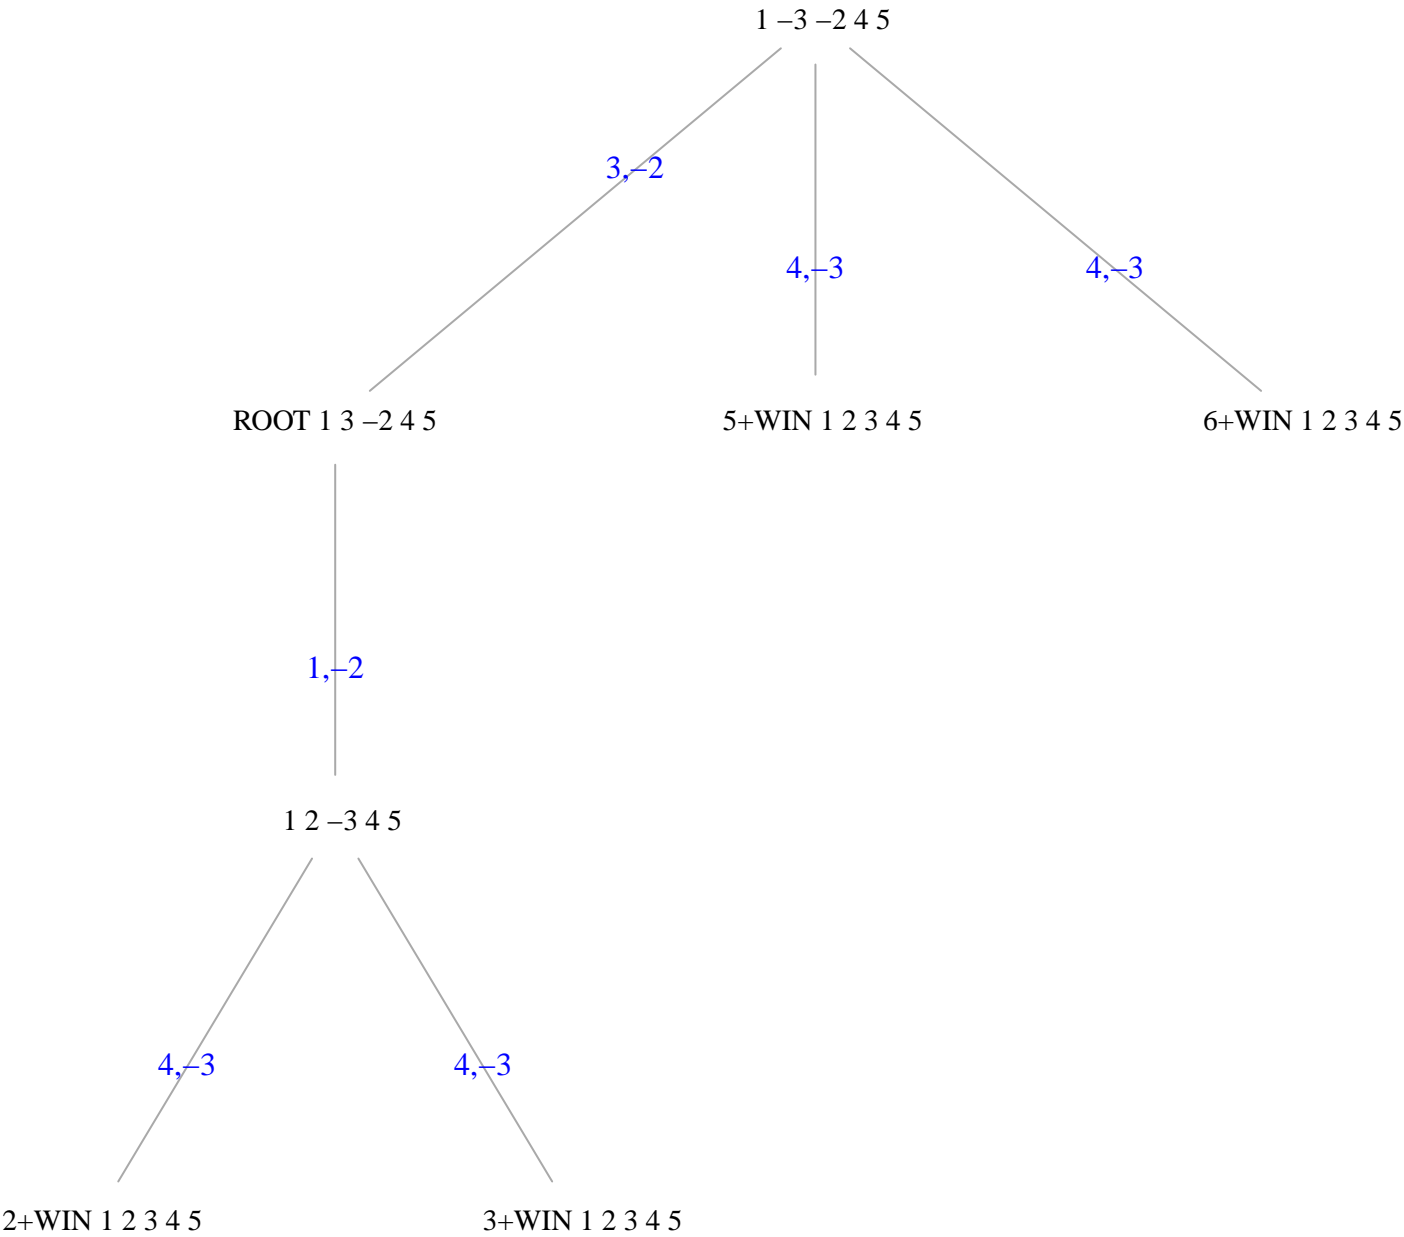 1 –3 –2 4 5
3,–2
4,–3
4,–3
ROOT 1 3 –2 4 5
5+WIN 1 2 3 4 5
6+WIN 1 2 3 4 5
1,–2
1 2 –3 4 5
4,–3
4,–3
2+WIN 1 2 3 4 5
3+WIN 1 2 3 4 5